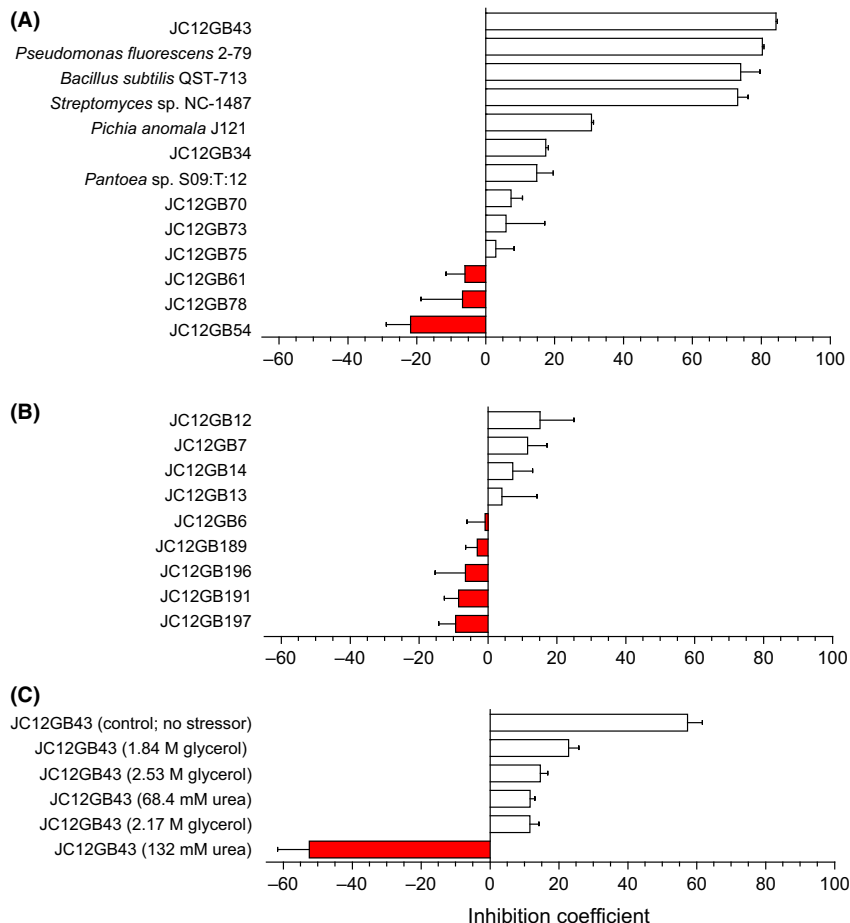 (A)
JC12GB43
Pseudomonas fluorescens 2-79
Bacillus subtilis QST-713
Streptomyces sp. NC-1487
Pichia anomala J121
JC12GB34
Pantoea sp. S09:T:12
JC12GB70
JC12GB73
JC12GB75
JC12GB61
JC12GB78
JC12GB54
–60 –40 –20 0 20 40 60 80 100
(B)
JC12GB12
JC12GB7
JC12GB14
JC12GB13
JC12GB6
JC12GB189
JC12GB196
JC12GB191
JC12GB197
–60 –40 –20 0 20 40 60 80 100
(C)
JC12GB43 (control; no stressor)
JC12GB43 (1.84 M glycerol)
JC12GB43 (2.53 M glycerol)
JC12GB43 (68.4 mM urea)
JC12GB43 (2.17 M glycerol)
JC12GB43 (132 mM urea)
–60 –40 –20 0 20 40 60 80 100
Inhibition coefficient